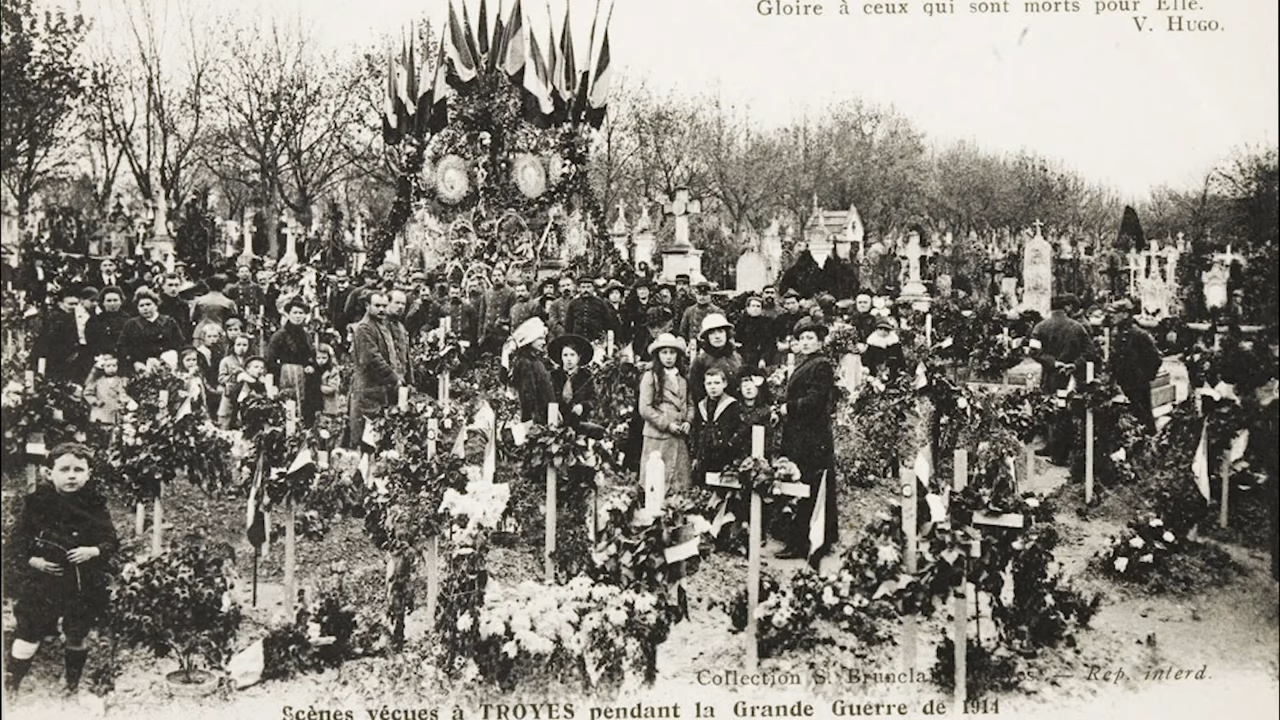 Gloire à ceux qui sont morts pour Elle.
V. HUGO.
Collection S. Brunclai
Rep. interd.
Scènes vécues à TROYES pendant la Grande Guerre de 1914